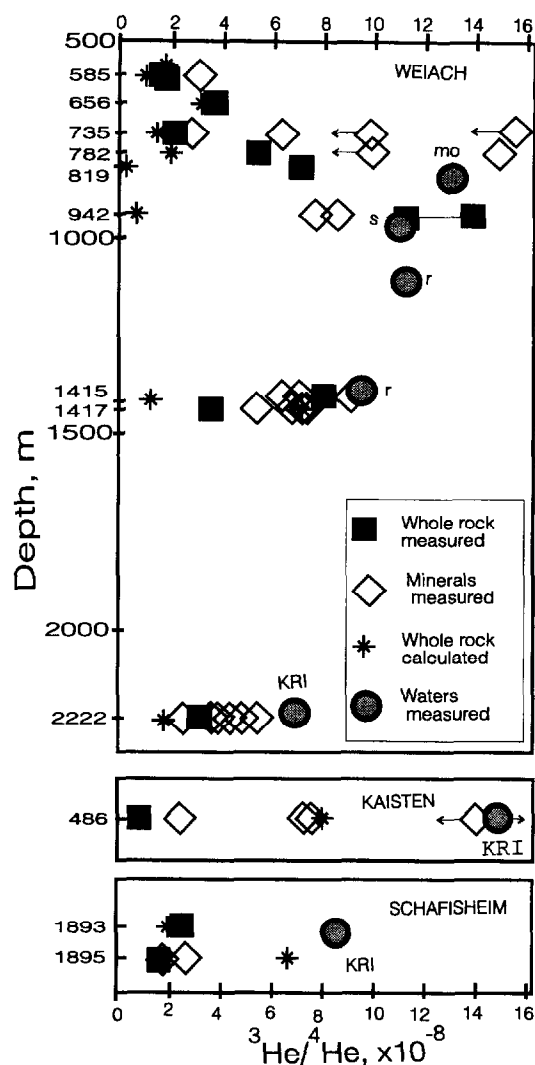 0 2 4 6 8 10 12 14 16
500
WEIACH
585
656
735
782
819
mo
942
s
1000
r
1415
r
1417
1500
Depth, m
Whole rock
measured
Minerals
measured
2000
Whole rock
calculated
KRI
Waters
measured
2222
KAISTEN
486
KRI
SCHAFISHEIM
1893
KRI
1895
0 2 4 6 8 10 12 14 16
3He/4He, x10-8